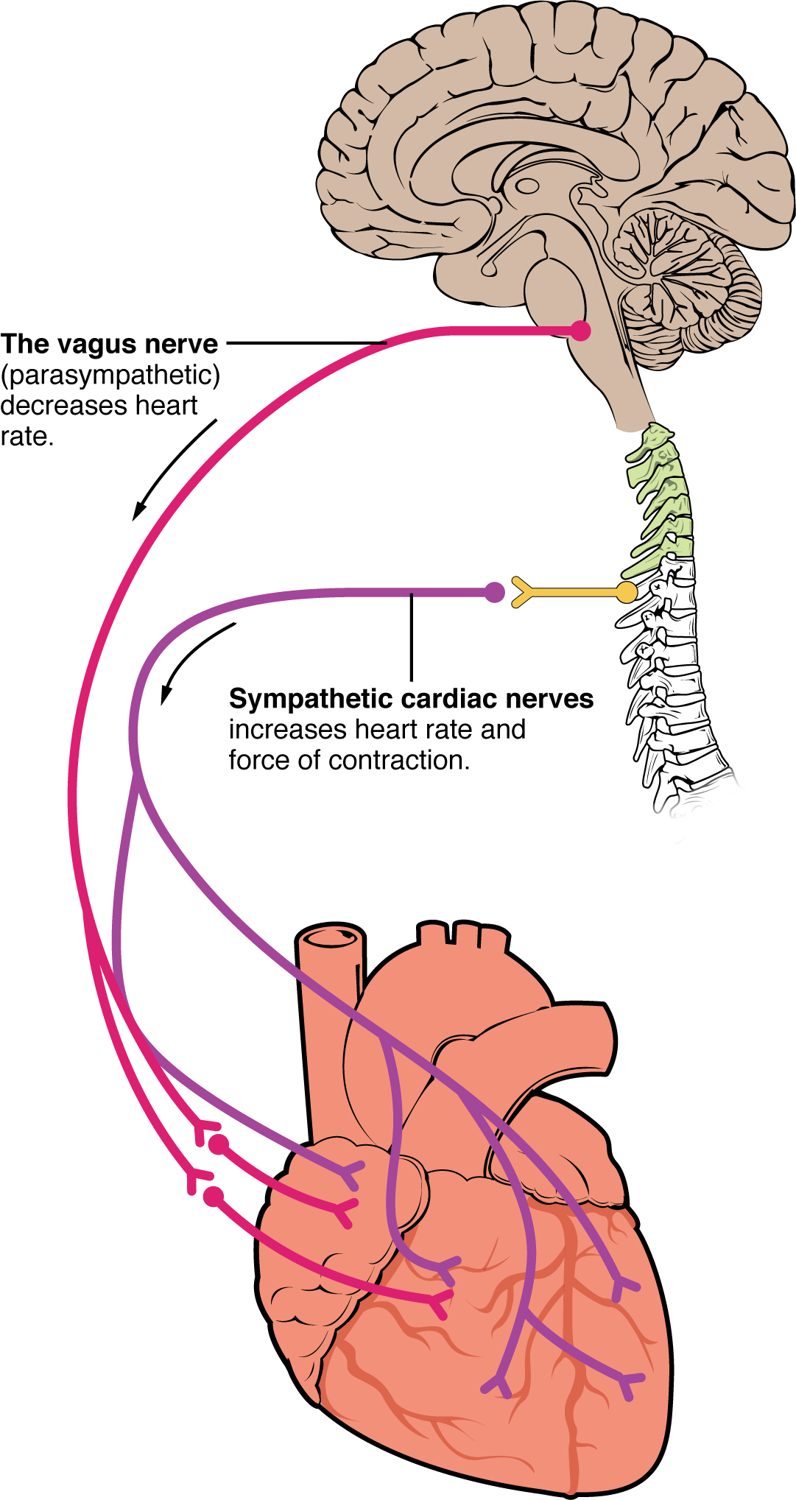 The vagus nerve
(parasympathetic)
decreases heart
rate.
Sympathetic cardiac nerves
increases heart rate and
force of contraction.